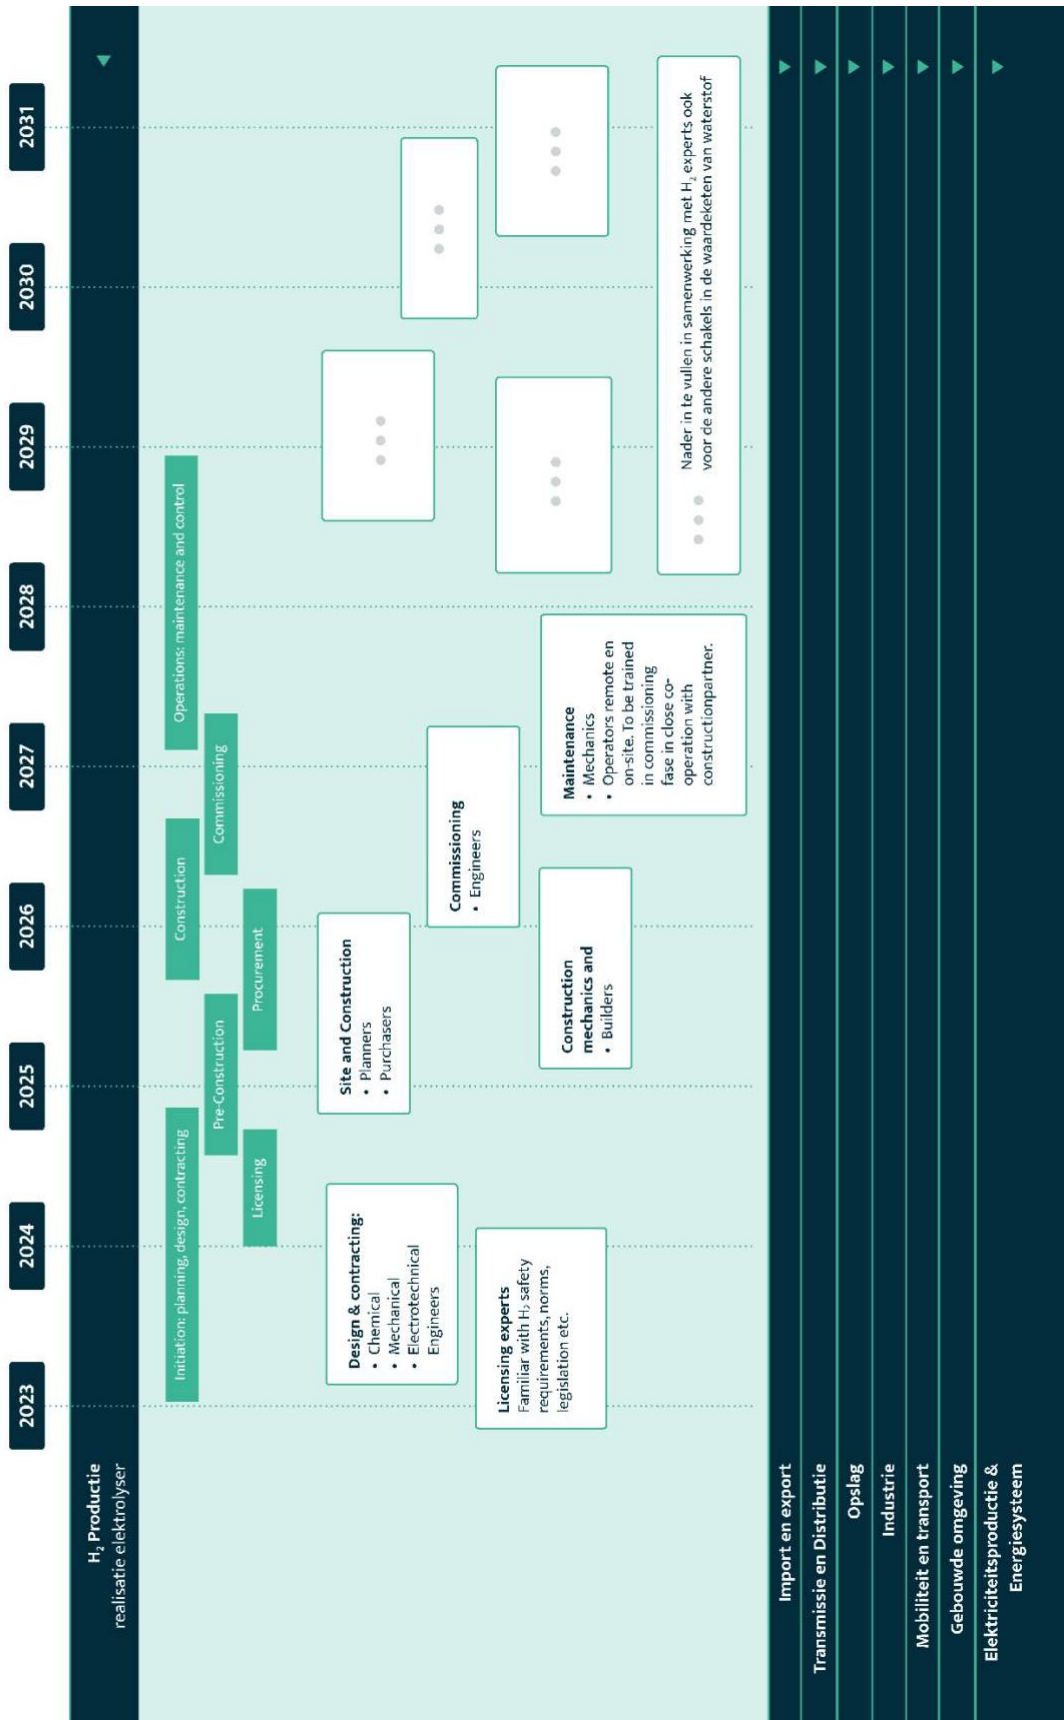 2023
2024
2025
2026
2027
2028
2029
2030
2031
H₂ Productie
realisatie elektrolyser
Initiation: planning, design, contracting
Construction
Operations: maintenance and control
Pre-Construction
Commissioning
Licensing
Procurement
Design & contracting:
• Chemical
• Mechanical
• Electrotechnical
Engineers
Licensing experts
Familiar with H₂ safety
requirements, norms,
legislation etc.
Site and Construction
• Planners
• Purchasers
Commissioning
• Engineers
Construction
mechanics and
• Builders
Maintenance
• Mechanics
• Operators remote en
on-site. To be trained
in commissioning
fase in close co-
operation with
constructionpartner.
Nader in te vullen in samenwerking met H₂ experts ook
voor de andere schakels in de waardeketen van waterstof
Import en export
Transmissie en Distributie
Opslag
Industrie
Mobiliteit en transport
Gebouwde omgeving
Elektriciteitsproductie &
Energiesysteem